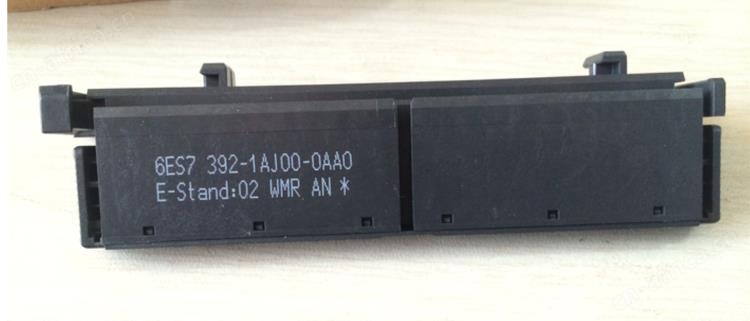 6ES7 392-1AJ00-0AA0
E-Stand:02 WMR AN *